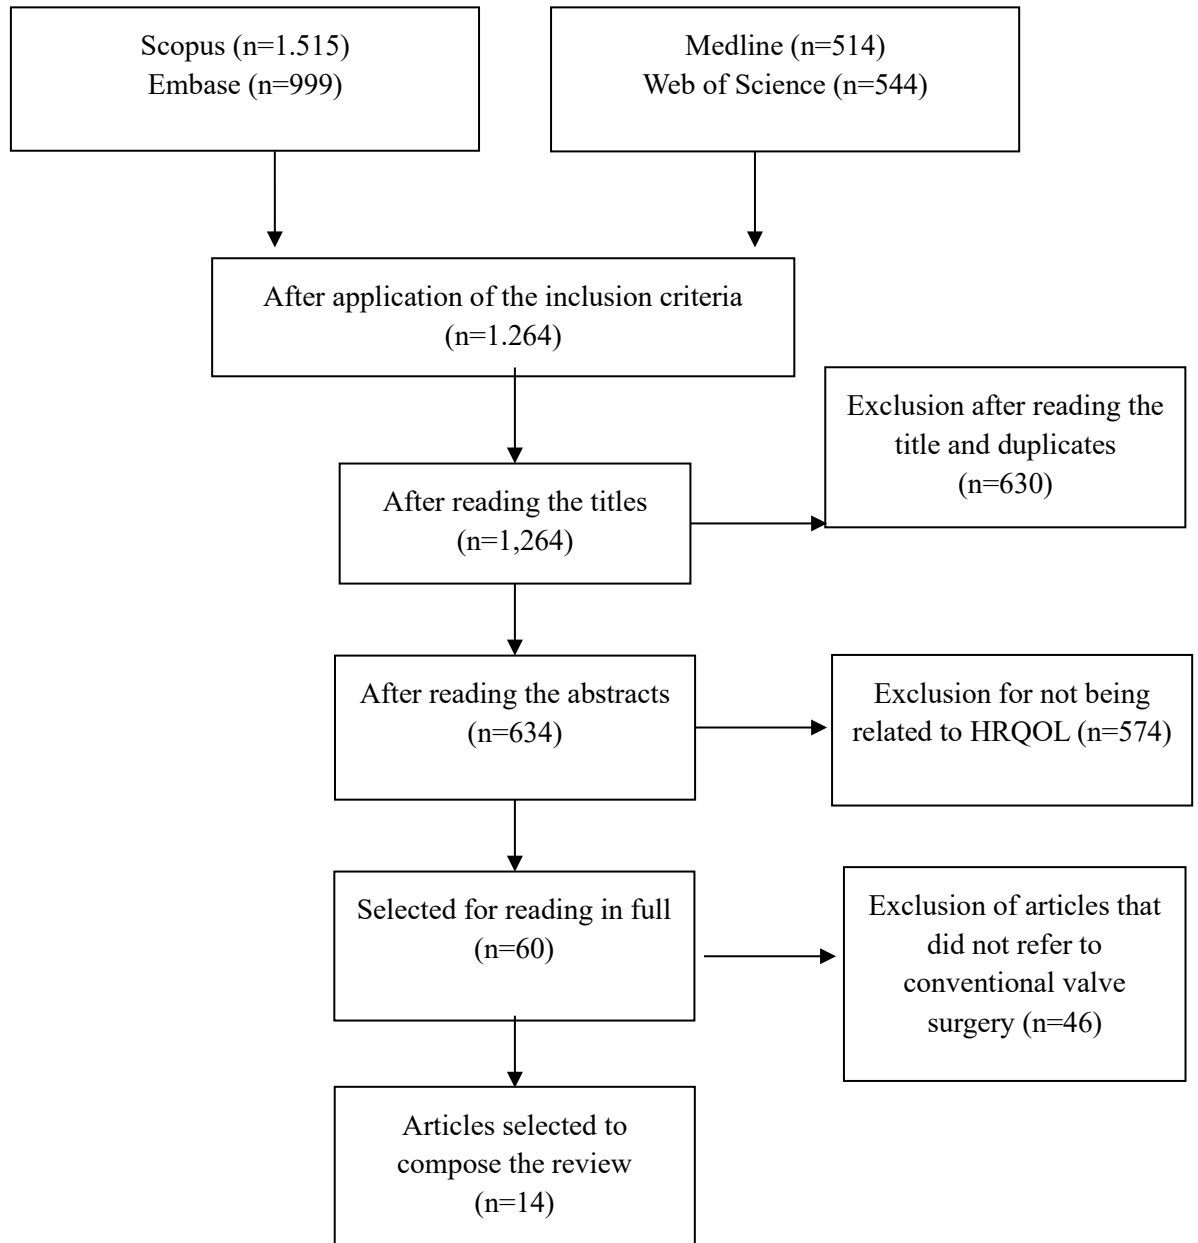 Scopus (n=1.515)
Embase (n=999)
Medline (n=514)
Web of Science (n=544)
After application of the inclusion criteria
(n=1.264)
Exclusion after reading the
title and duplicates
(n=630)
After reading the titles
(n=1,264)
After reading the abstracts
(n=634)
Exclusion for not being
related to HRQOL (n=574)
Selected for reading in full
(n=60)
Exclusion of articles that
did not refer to
conventional valve
surgery (n=46)
Articles selected to
compose the review
(n=14)